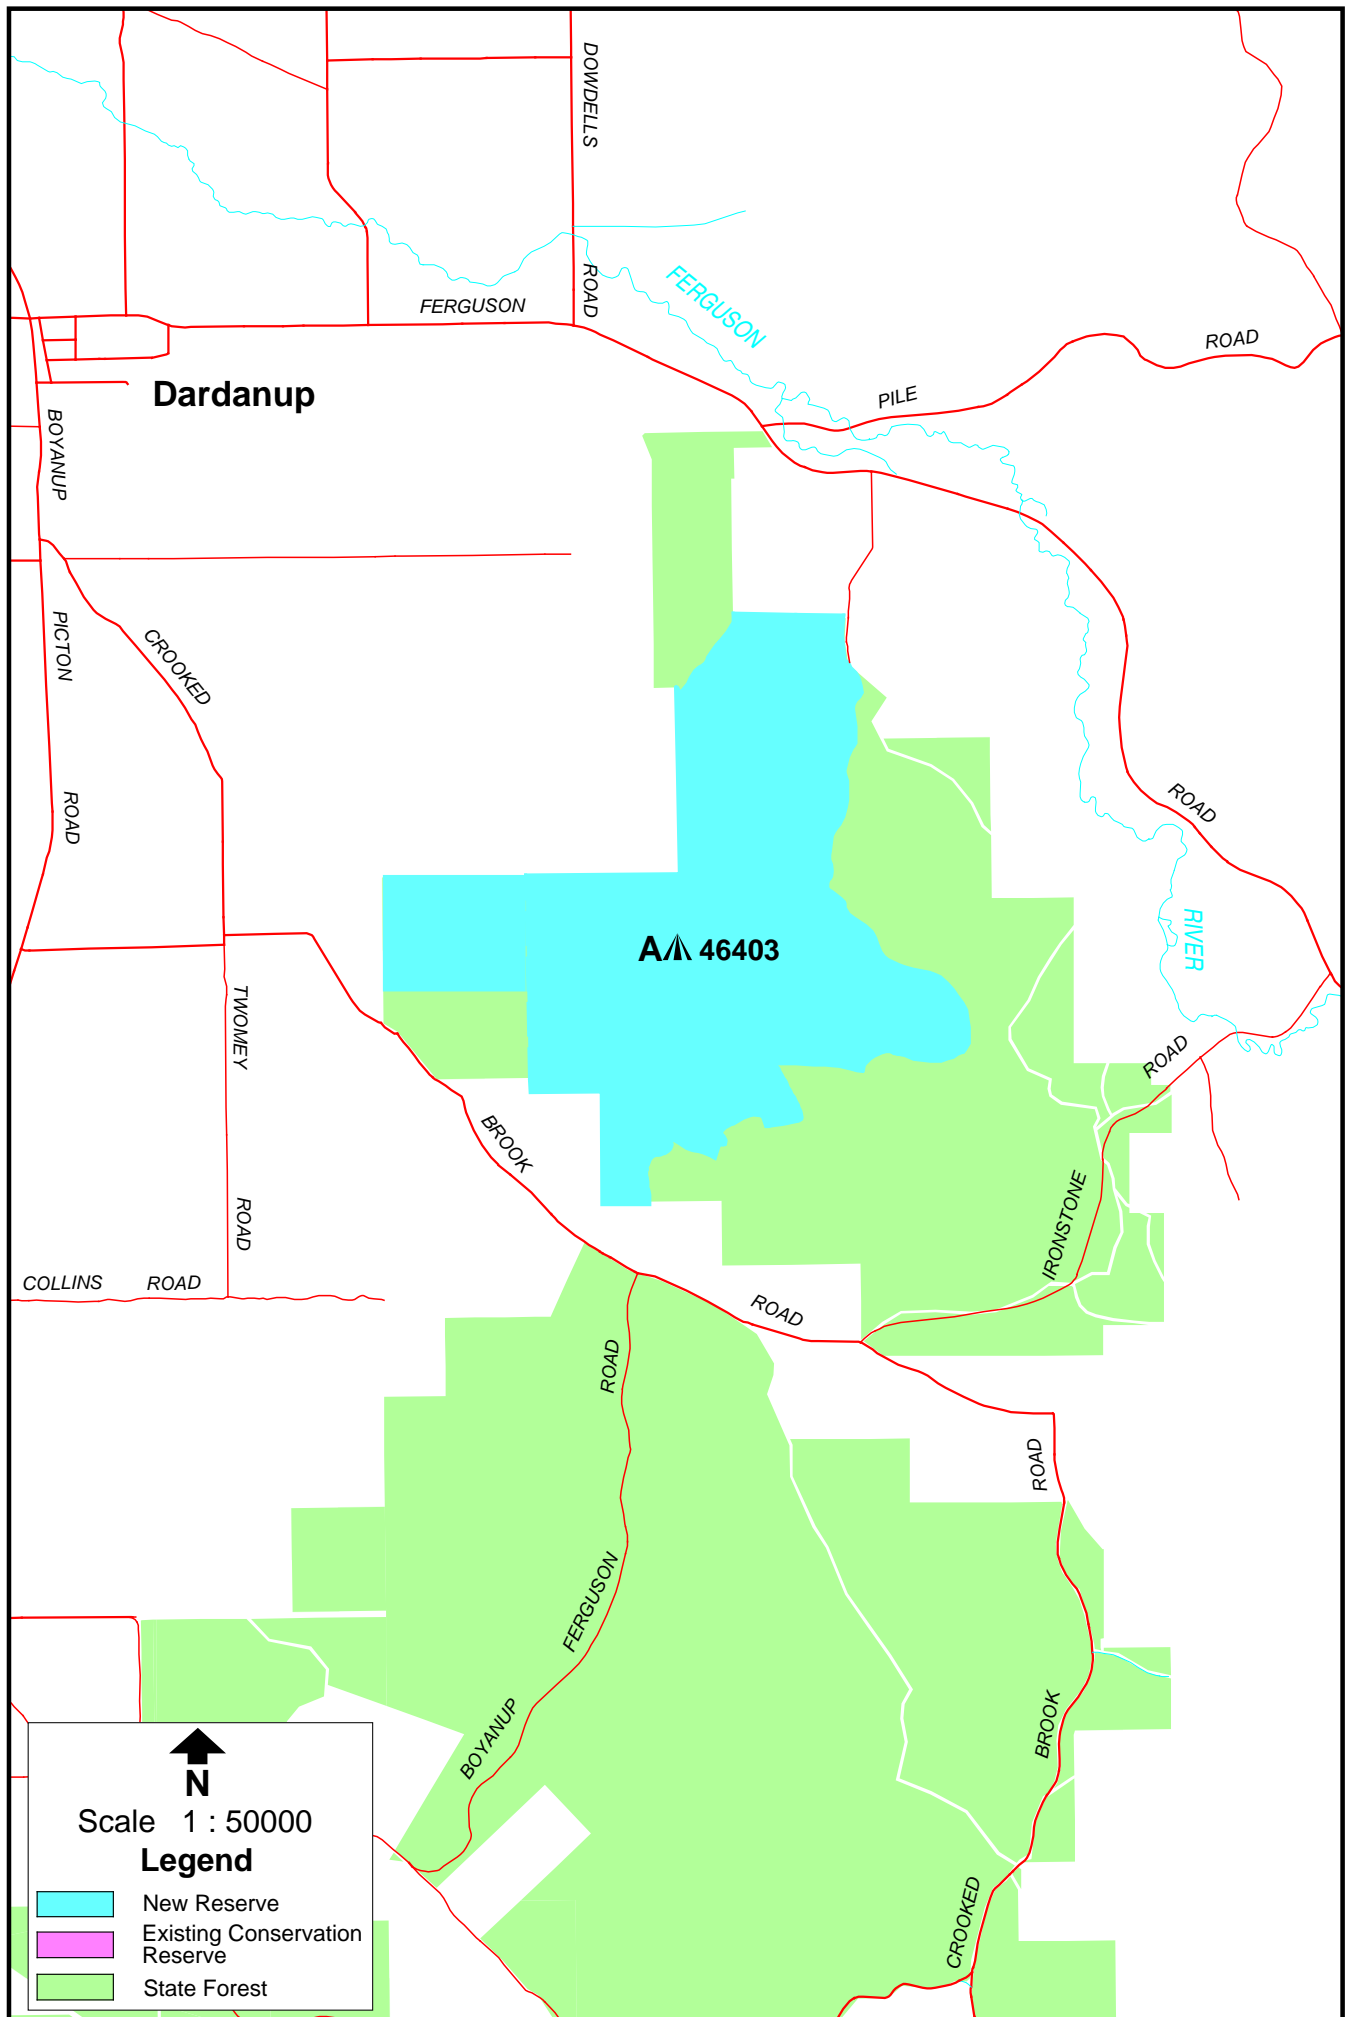 DOWDELLS
ROAD
FERGUSON
FERGUSON
ROAD
PILE
Dardanup
BOYANUP
PICTON
ROAD
CROOKED
ROAD
RIVER
A 46403
TWOMEY
ROAD
BROOK
ROAD
IRONSTONE
COLLINS ROAD
ROAD
ROAD
ROAD
FERGUSON
BOYANUP
BROOK
CROOKED
N
Scale 1 : 50000
Legend
New Reserve
Existing Conservation
Reserve
State Forest